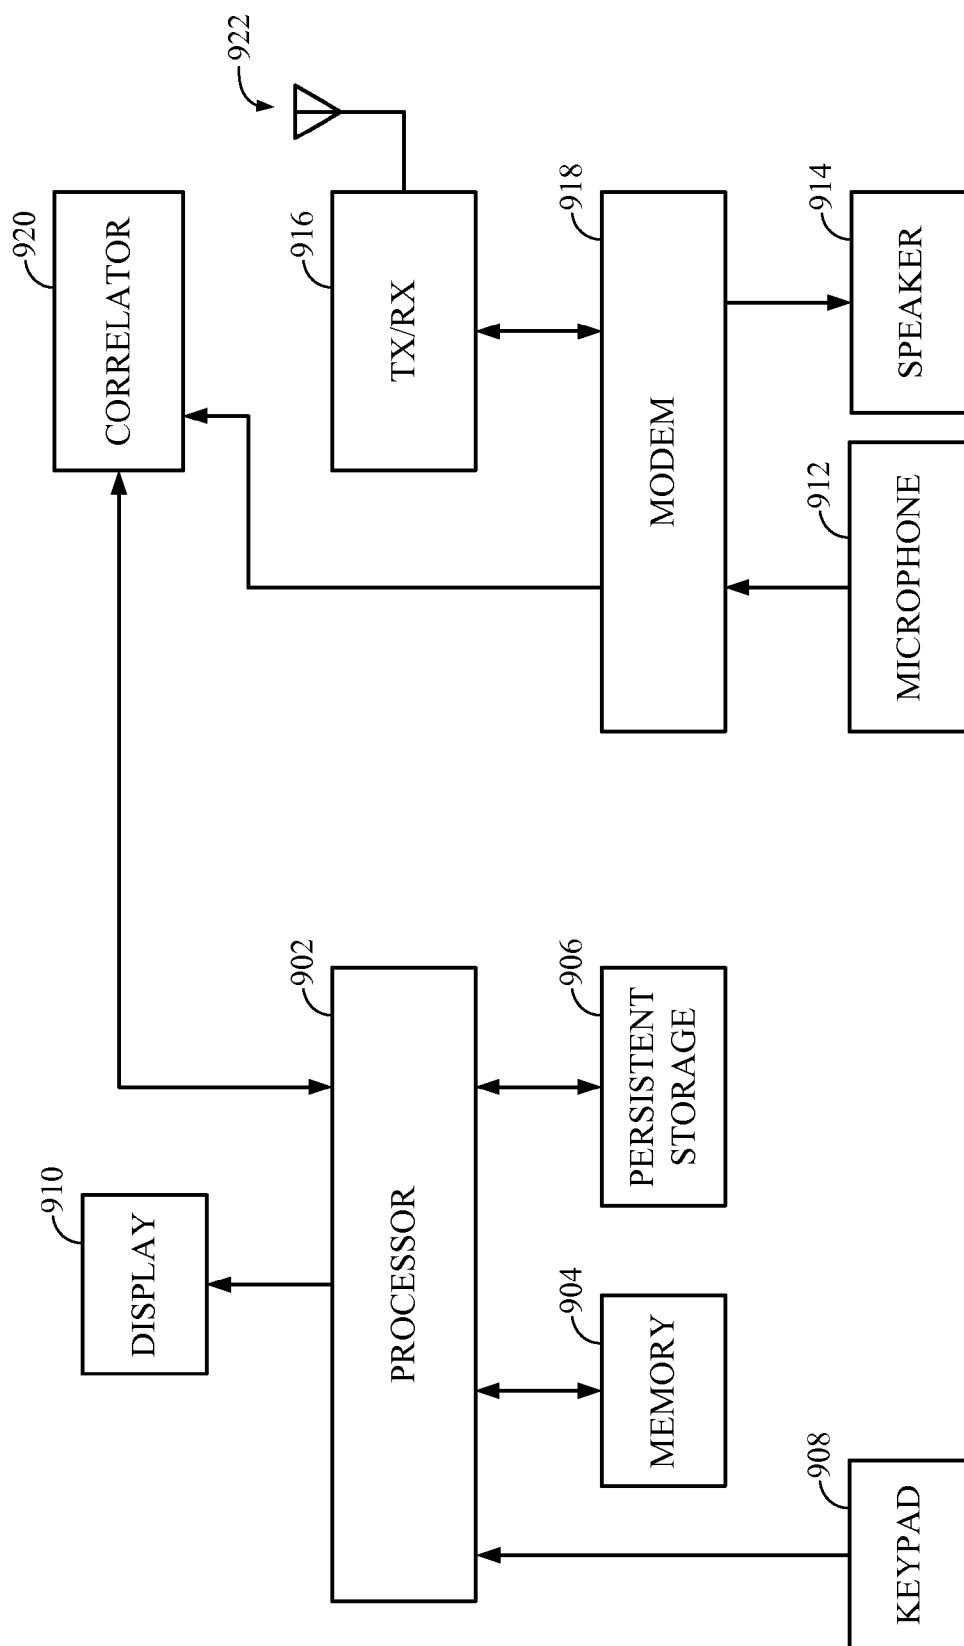 920
CORRELATOR
922
910
DISPLAY
902
PROCESSOR
916
TX/RX
904
MEMORY
906
PERSISTENT
STORAGE
918
MODEM
908
KEYPAD
912
MICROPHONE
914
SPEAKER